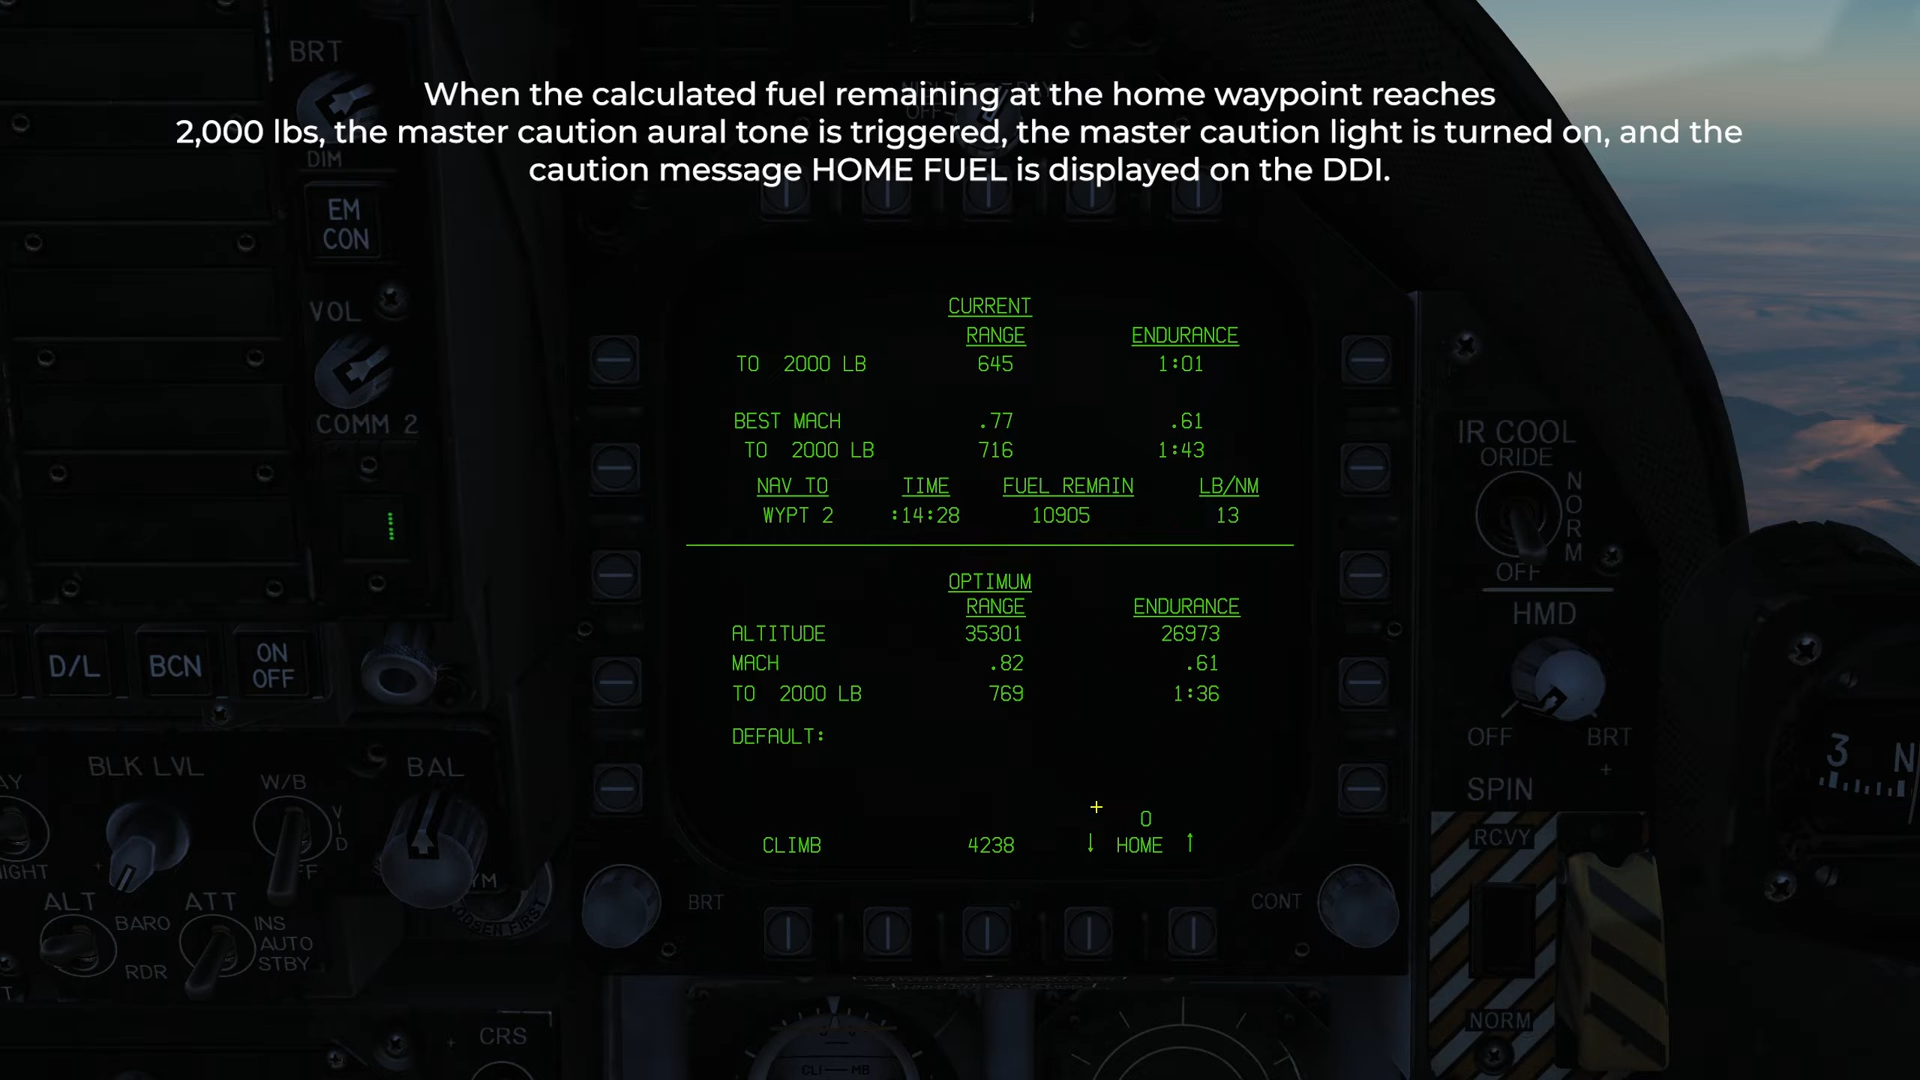 When the calculated fuel remaining at the home waypoint reaches
2,000 lbs, the master caution aural tone is triggered, the master caution light is turned on, and the
caution message HOME FUEL is displayed on the DDI.
BRT
DIM
EM
CON
VOL
COMM 2
D/L BCN ON
OFF
BLK LVL
W/B
BAL
ALT
BARO
RDR
ATT
INS
AUTO
STBY
CRS
CURRENT
RANGE ENDURANCE
TO 2000 LB 645 1:01
BEST MACH .77 .61
TO 2000 LB 716 1:43
NAV TO TIME FUEL REMAIN LB/NM
WYPT 2 :14:28 10905 13
OPTIMUM
RANGE ENDURANCE
ALTITUDE 35301 26973
MACH .82 .61
TO 2000 LB 769 1:36
DEFAULT:
0
CLIMB 4238 ↓ HOME ↑
BRT
CONT
IR COOL
ORIDE
NORM
OFF
HMD
OFF BRT
SPIN
RCVY
NORM
3 N